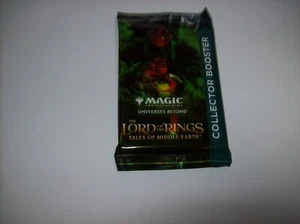 MAGIC
THE GATHERING
UNIVERSES BEYOND
THE
LORD OF THE RINGS
TALES OF MIDDLE-EARTH
COLLECTOR BOOSTER